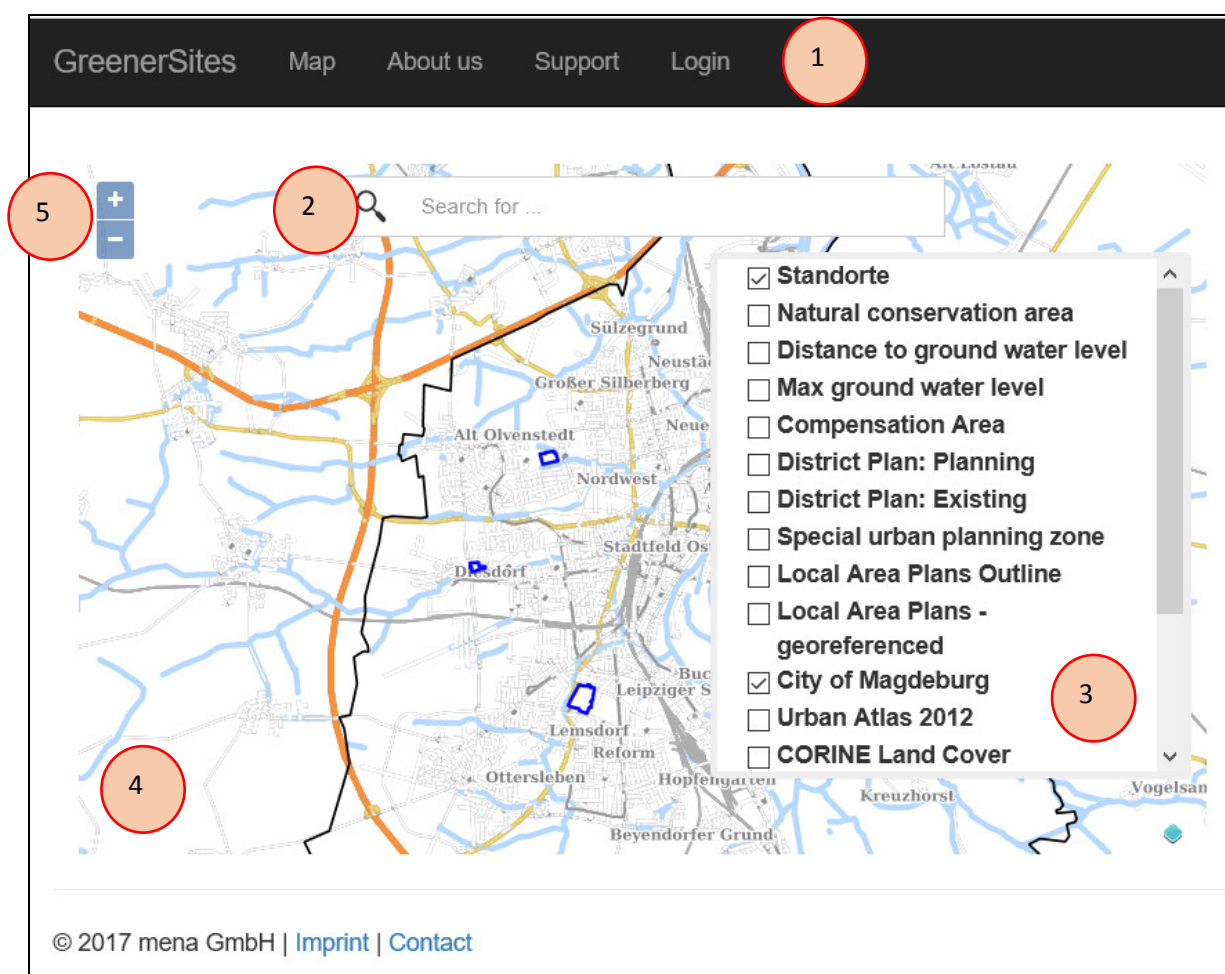 GreenerSites Map About us Support Login 1
Alt Lostau
5
+
−
2 Search for ...
Standorte
Natural conservation area
Distance to ground water level
Max ground water level
Compensation Area
District Plan: Planning
District Plan: Existing
Special urban planning zone
Local Area Plans Outline
Local Area Plans -
georeferenced
City of Magdeburg
Urban Atlas 2012
CORINE Land Cover
3
Sülzegrund
Großer Silberberg
Alt Olvenstedt
Nordwest
Diesdorf
Lemsdorf
Reform
Ottersleben
Hopfengarten
Kreuzhorst
Beyendorfer Grund
4
© 2017 mena GmbH | Imprint | Contact